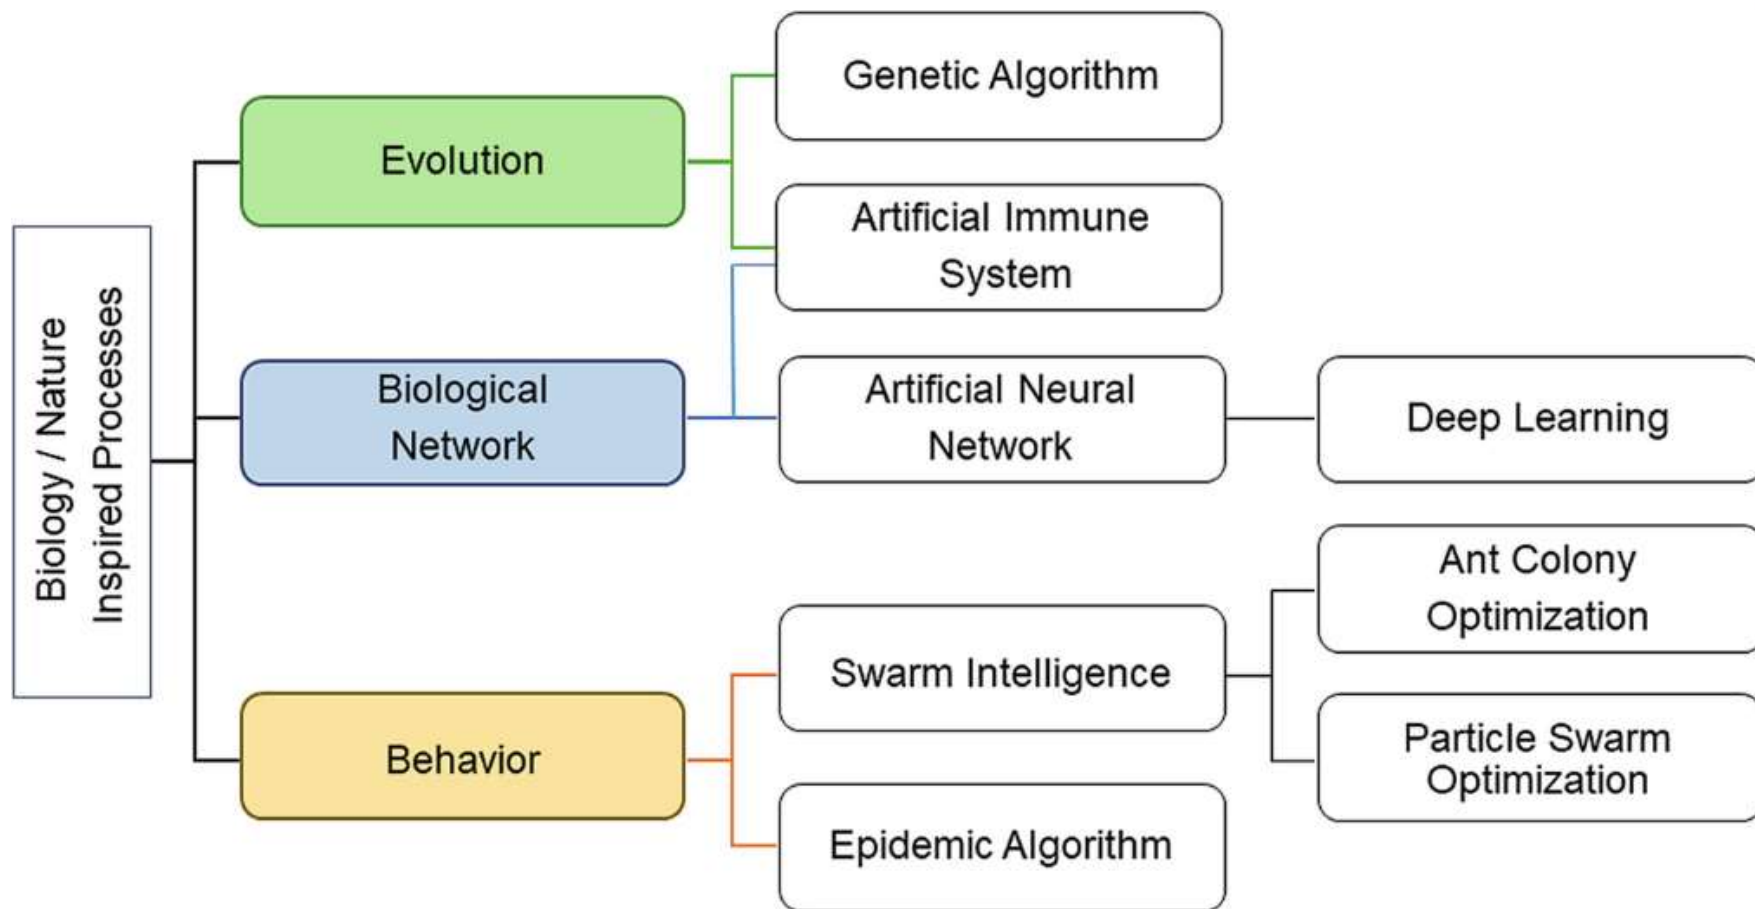 Biology / Nature
Inspired Processes
Evolution
Genetic Algorithm
Artificial Immune
System
Biological
Network
Artificial Neural
Network
Deep Learning
Behavior
Swarm Intelligence
Ant Colony
Optimization
Particle Swarm
Optimization
Epidemic Algorithm